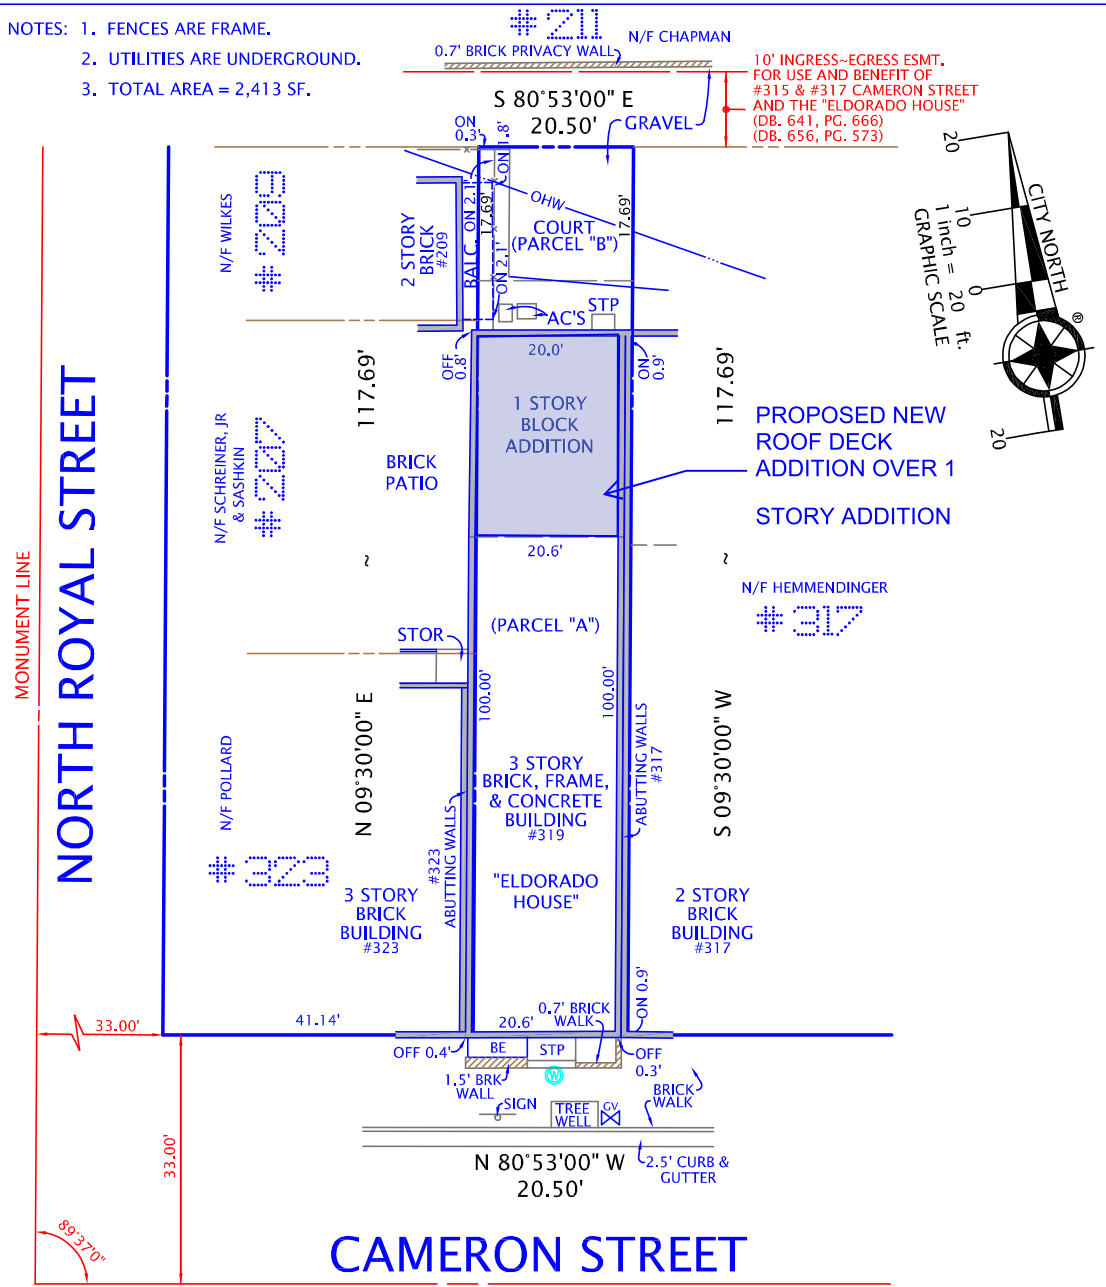 NOTES: 1. FENCES ARE FRAME.
2. UTILITIES ARE UNDERGROUND.
3. TOTAL AREA = 2,413 SF.
#211
N/F CHAPMAN
0.7' BRICK PRIVACY WALL
10' INGRESS~EGRESS ESMT.
FOR USE AND BENEFIT OF
#315 & #317 CAMERON STREET
AND THE "ELDORADO HOUSE"
(DB. 641, PG. 666)
(DB. 656, PG. 573)
S 80°53'00" E
20.50'
GRAVEL
ON
0.3'
ON 1.8'
ON 2.1'
17.69'
17.69'
OHW
COURT
(PARCEL "B")
BALC.
ON 2.1'
2 STORY
BRICK
#209
N/F WILKES
#209
AC'S
STP
20
10
0
20
1 inch = 20 ft.
GRAPHIC SCALE
CITY NORTH
®
OFF
0.8'
20.0'
ON
0.9'
117.69'
117.69'
1 STORY
BLOCK
ADDITION
PROPOSED NEW
ROOF DECK
ADDITION OVER 1
STORY ADDITION
BRICK
PATIO
N/F SCHREINER, JR
& SASHKIN
#207
20.6'
~
~
N/F HEMMENDINGER
#317
(PARCEL "A")
STOR
100.00'
100.00'
MONUMENT LINE
NORTH ROYAL STREET
N 09°30'00" E
S 09°30'00" W
N/F POLLARD
#323
3 STORY
BRICK, FRAME,
& CONCRETE
BUILDING
#319
"ELDORADO
HOUSE"
#323
ABUTTING WALLS
ABUTTING WALLS
#317
3 STORY
BRICK
BUILDING
#323
2 STORY
BRICK
BUILDING
#317
ON 0.9'
0.7' BRICK
WALK
33.00'
41.14'
20.6'
OFF 0.4'
BE
STP
OFF
0.3'
1.5' BRK
WALL
W
BRICK
WALK
SIGN
TREE
WELL
GV
2.5' CURB &
GUTTER
N 80°53'00" W
20.50'
33.00'
89°37'0"
CAMERON STREET